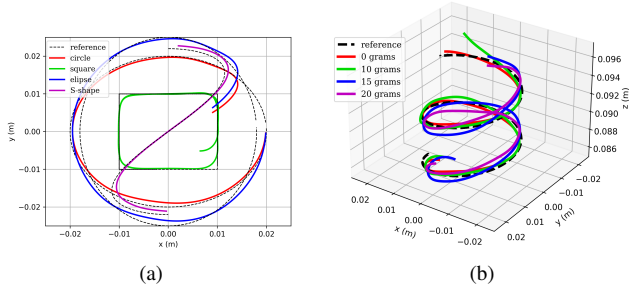 reference
circle
square
elipse
S-shape
0.02
0.01
0.00
−0.01
−0.02
y (m)
−0.02 −0.01 0.00 0.01 0.02
x (m)
(a)
reference
0 grams
10 grams
15 grams
20 grams
0.096
0.094
0.092
0.090
0.088
0.086
z (m)
0.02 0.01 0.00 −0.01 −0.02
x (m)
−0.02
−0.01
0.00
0.01
0.02
y (m)
(b)